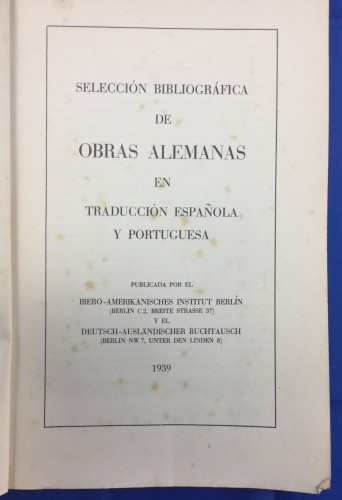 SELECCIÓN BIBLIOGRÁFICA
DE
OBRAS ALEMANAS
EN
TRADUCCIÓN ESPAÑOLA
Y PORTUGUESA
PUBLICADA POR EL
IBERO-AMERIKANISCHES INSTITUT BERLÍN
(BERLIN C 2, BREITE STRASSE 37)
Y EL
DEUTSCH-AUSLÄNDISCHER BUCHTAUSCH
(BERLIN NW 7, UNTER DEN LINDEN 8)
1939